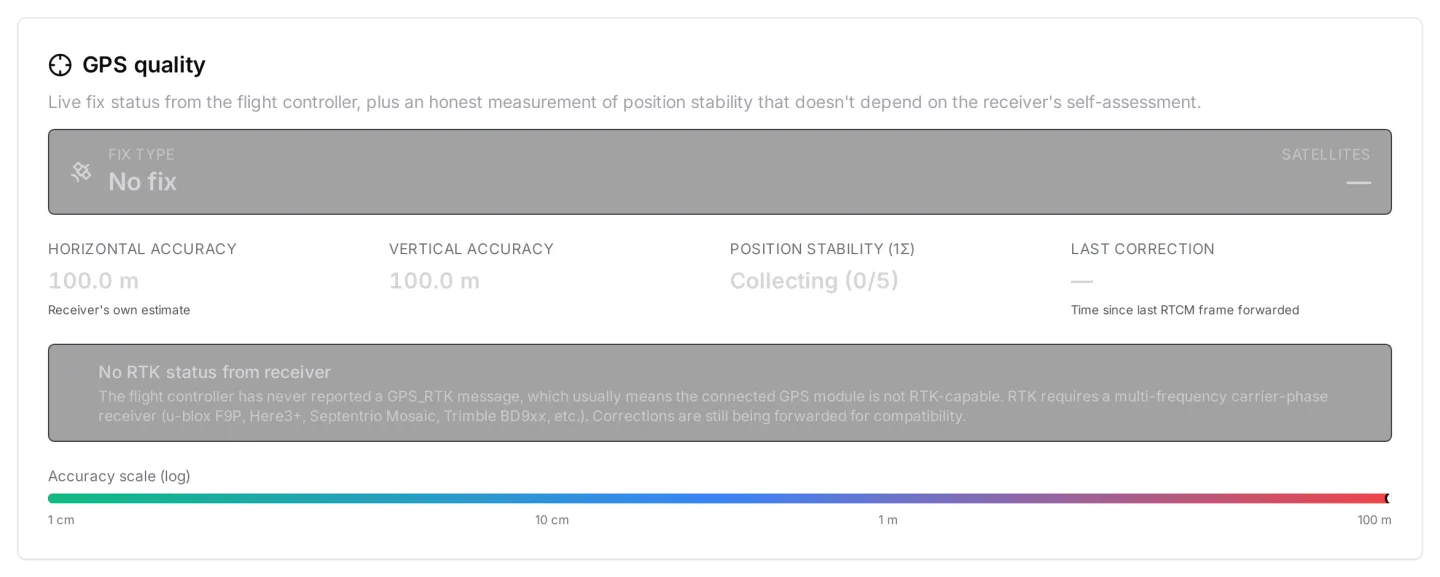 GPS quality
Live fix status from the flight controller, plus an honest measurement of position stability that doesn't depend on the receiver's self-assessment.
FIX TYPE
No fix
SATELLITES
—
HORIZONTAL ACCURACY
100.0 m
Receiver's own estimate
VERTICAL ACCURACY
100.0 m
POSITION STABILITY (1Σ)
Collecting (0/5)
LAST CORRECTION
—
Time since last RTCM frame forwarded
No RTK status from receiver
The flight controller has never reported a GPS_RTK message, which usually means the connected GPS module is not RTK-capable. RTK requires a multi-frequency carrier-phase
receiver (u-blox F9P, Here3+, Septentrio Mosaic, Trimble BD9xx, etc.). Corrections are still being forwarded for compatibility.
Accuracy scale (log)
1 cm
10 cm
1 m
100 m